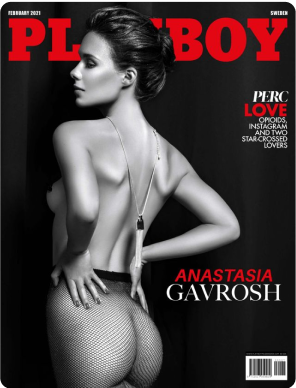 FEBRUARY 2021
SWEDEN
PLAYBOY
PERC
LOVE
OPIOIDS,
INSTAGRAM
AND TWO
STAR-CROSSED
LOVERS
ANASTASIA
GAVROSH